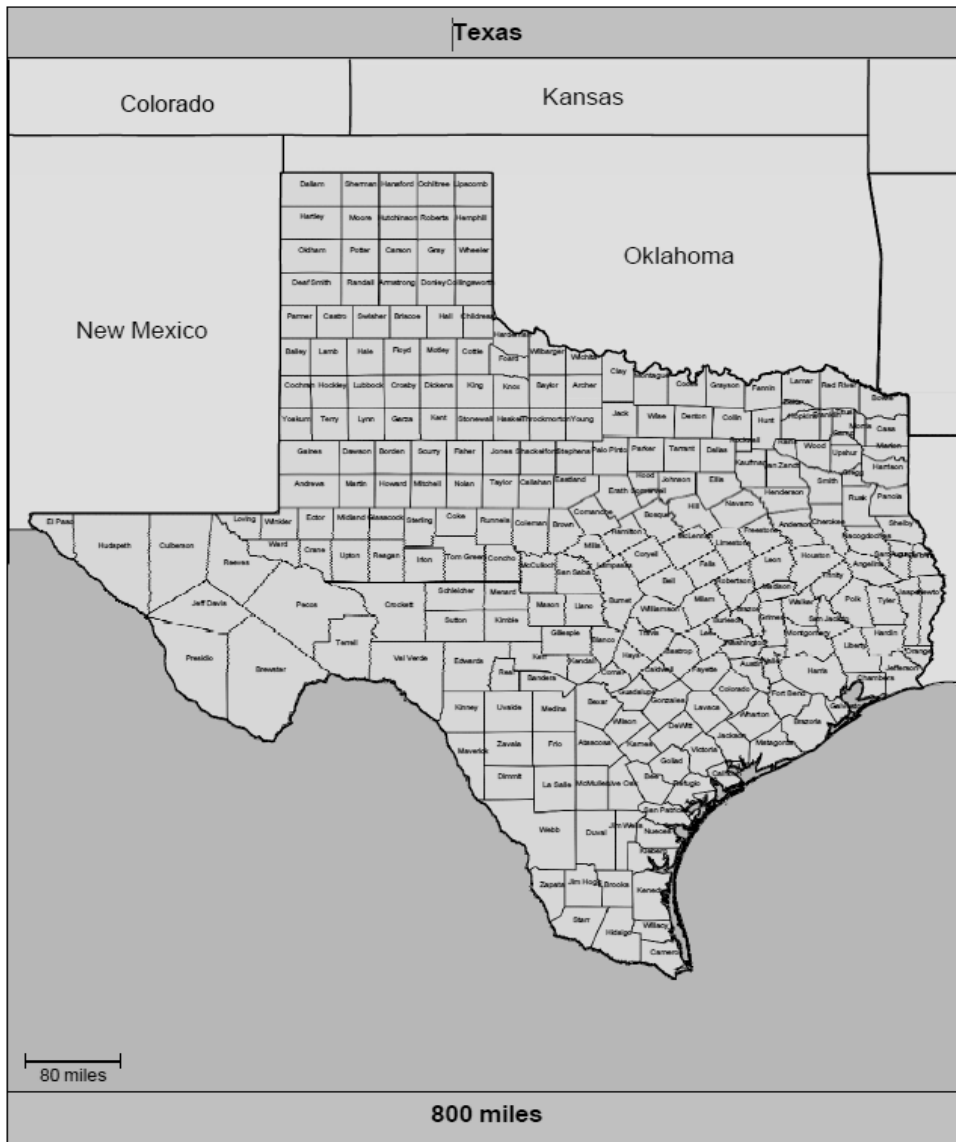 Texas
Colorado
Kansas
Oklahoma
New Mexico
Dallam Sherman Hansford Ochiltree Lipscomb
Hartley Moore Hutchinson Roberts Hemphill
Oldham Potter Carson Gray Wheeler
Deaf Smith Randall Armstrong Donley Collingsworth
Parmer Castro Swisher Briscoe Hall Childress
Hardeman
Bailey Lamb Hale Floyd Motley Cottle Foard Wilbarger Wichita
Clay Montague Cooke Grayson Fannin Lamar Red River Bowie
Cochran Hockley Lubbock Crosby Dickens King Knox Baylor Archer
Yoakum Terry Lynn Garza Kent Stonewall Haskell Throckmorton Young
Jack Wise Denton Collin Hunt Hopkins Cass
Marion
Gaines Dawson Borden Scurry Fisher Jones Shackelford Stephens Palo Pinto Parker Tarrant Dallas Rockwall Wood Upshur
Kaufman Van Zandt Smith Gregg Harrison
Andrews Martin Howard Mitchell Nolan Taylor Callahan Eastland Erath Somervell Hood Johnson Ellis
Henderson Rusk Panola
El Paso Loving Winkler Ector Midland Glasscock Sterling Coke Runnels Coleman Brown Comanche Bosque Hill Navarro
Hamilton McLennan Limestone Freestone Anderson Cherokee Nacogdoches Shelby
Hudspeth Culberson Reeves Ward Crane Upton Reagan Irion Tom Green Concho
McCulloch San Saba Mills Lampasas Coryell Falls Leon Houston Angelina
Jeff Davis Pecos Crockett Schleicher Menard Mason Llano Burnet Bell Robertson Madison Trinity
Williamson Milam Brazos Grimes Walker San Jacinto Polk Tyler
Sutton Kimble Gillespie Blanco Travis Lee Burleson Washington Montgomery Liberty Hardin
Orange
Presidio Brewster Terrell Val Verde Edwards Kerr Kendall Hays Bastrop Austin Harris Jefferson
Real Bandera Comal Caldwell Fayette Chambers
Kinney Uvalde Medina Bexar Guadalupe Gonzales Colorado Fort Bend Galveston
Wilson Lavaca Wharton Brazoria
Maverick Zavala Frio Atascosa Karnes DeWitt Jackson Matagorda
Goliad Victoria
Dimmit La Salle McMullen Live Oak Bee Refugio Calhoun
San Patricio
Webb Duval Jim Wells Nueces
Kleberg
Zapata Jim Hogg Brooks Kenedy
Starr Hidalgo Willacy
Cameron
80 miles
800 miles